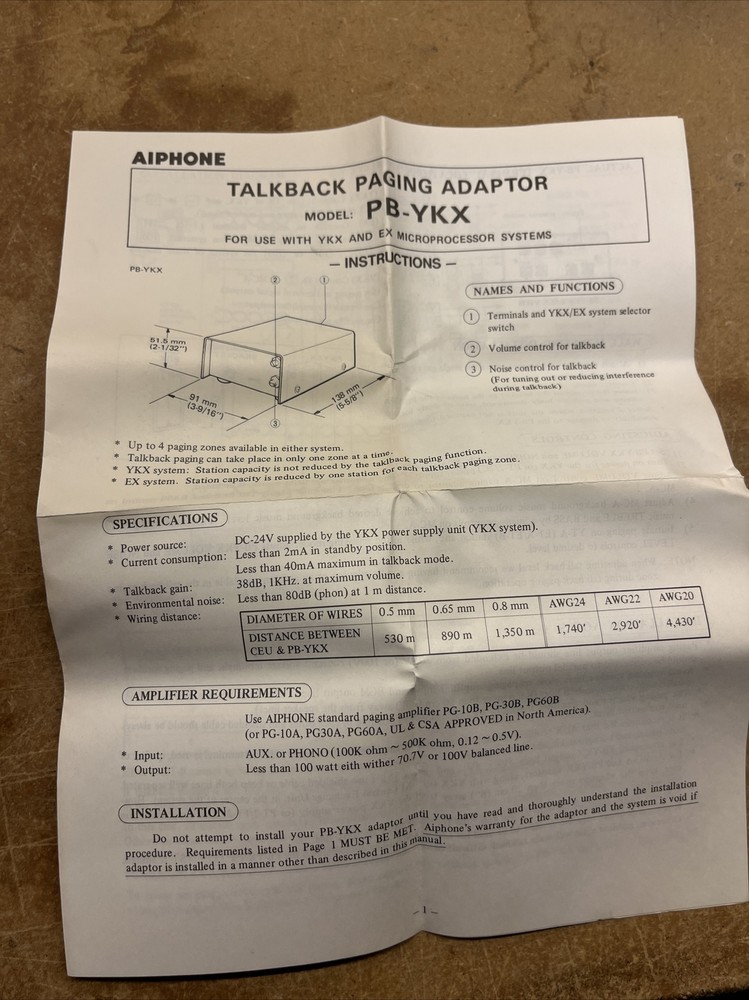 AIPHONE
TALKBACK PAGING ADAPTOR
MODEL: PB-YKX
FOR USE WITH YKX AND EX MICROPROCESSOR SYSTEMS
— INSTRUCTIONS —
PB-YKX
② ①
51.5 mm
(2-1/32")
91 mm
(3-9/16")
138 mm
(5-5/8")
③
NAMES AND FUNCTIONS
① Terminals and YKX/EX system selector
switch
② Volume control for talkback
③ Noise control for talkback
(For tuning out or reducing interference
during talkback)
* Up to 4 paging zones available in either system.
* Talkback paging can take place in only one zone at a time.
* YKX system: Station capacity is not reduced by the taklback paging function.
* EX system. Station capacity is reduced by one station for each talkback paging zone.
SPECIFICATIONS
* Power source: DC-24V supplied by the YKX power supply unit (YKX system).
* Current consumption: Less than 2mA in standby position.
Less than 40mA maximum in talkback mode.
* Talkback gain: 38dB, 1KHz. at maximum volume.
* Environmental noise: Less than 80dB (phon) at 1 m distance.
* Wiring distance:
DIAMETER OF WIRES 0.5 mm 0.65 mm 0.8 mm AWG24 AWG22 AWG20
DISTANCE BETWEEN
CEU & PB-YKX 530 m 890 m 1,350 m 1,740' 2,920' 4,430'
AMPLIFIER REQUIREMENTS
Use AIPHONE standard paging amplifier PG-10B, PG-30B, PG60B
(or PG-10A, PG30A, PG60A, UL & CSA APPROVED in North America).
* Input: AUX. or PHONO (100K ohm ~ 500K ohm, 0.12 ~ 0.5V).
* Output: Less than 100 watt eith wither 70.7V or 100V balanced line.
INSTALLATION
Do not attempt to install your PB-YKX adaptor until you have read and thoroughly understand the installation
procedure. Requirements listed in Page 1 MUST BE MET. Aiphone's warranty for the adaptor and the system is void if
adaptor is installed in a manner other than described in this manual.
– 1 –